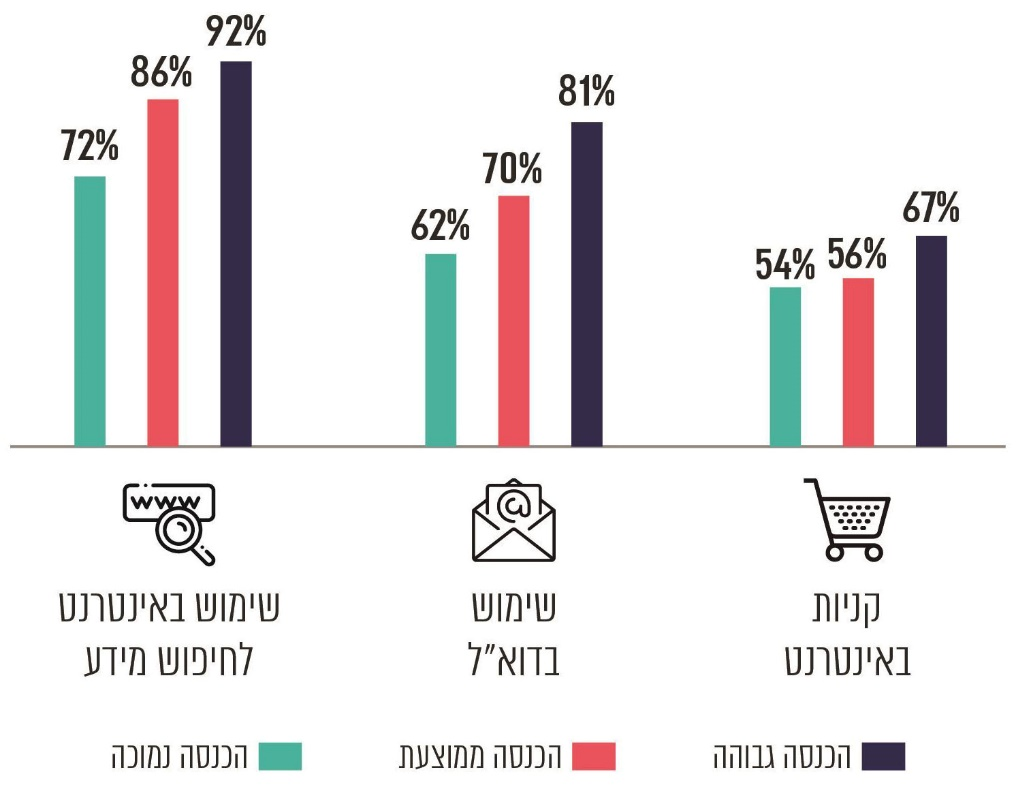 92%
86%
72%
81%
70%
62%
67%
56%
54%
www
@
קניות
באינטרנט
שימוש
בדוא"ל
שימוש באינטרנט
לחיפוש מידע
הכנסה גבוהה
הכנסה ממוצעת
הכנסה נמוכה